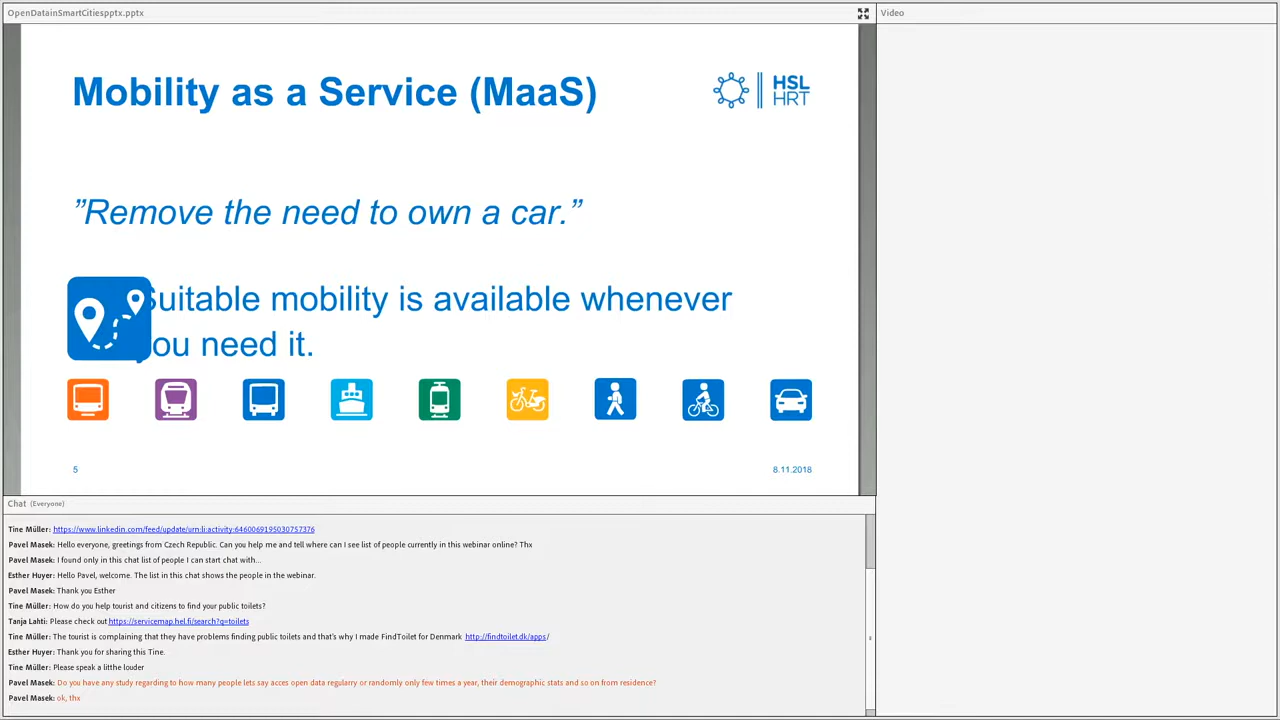 OpenDatainSmartCitiespptx.pptx
Video
Mobility as a Service (MaaS)
HSL
HRT
”Remove the need to own a car.”
Suitable mobility is available whenever
you need it.
5
8.11.2018
Chat (Everyone)
Tine Müller: https://www.linkedin.com/feed/update/urn:li:activity:6460069195030757376
Pavel Masek: Hello everyone, greetings from Czech Republic. Can you help me and tell where can I see list of people currently in this webinar online? Thx
Pavel Masek: I found only in this chat list of people I can start chat with...
Esther Huyer: Hello Pavel, welcome. The list in this chat shows the people in the webinar.
Pavel Masek: Thank you Esther
Tine Müller: How do you help tourist and citizens to find your public toilets?
Tanja Lahti: Please check out https://servicemap.hel.fi/search?q=toilets
Tine Müller: The tourist is complaining that they have problems finding public toilets and that's why I made FindToilet for Denmark http://findtoilet.dk/apps/
Esther Huyer: Thank you for sharing this Tine.
Tine Müller: Please speak a litthe louder
Pavel Masek: Do you have any study regarding to how many people lets say acces open data regularry or randomly only few times a year, their demographic stats and so on from residence?
Pavel Masek: ok, thx